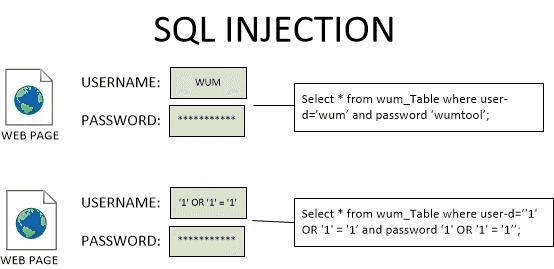 SQL INJECTION
USERNAME:
WUM
PASSWORD:
***********
WEB PAGE
Select * from wum_Table where user-
d='wum' and password 'wumtool';
USERNAME:
'1' OR '1' = '1'
PASSWORD:
***********
WEB PAGE
Select * from wum_Table where user-d=''1'
OR '1' = '1' and password '1' OR '1' = '1'';